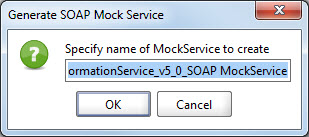 Generate SOAP Mock Service
Specify name of MockService to create
ormationService_v5_0_SOAP MockService
OK
Cancel